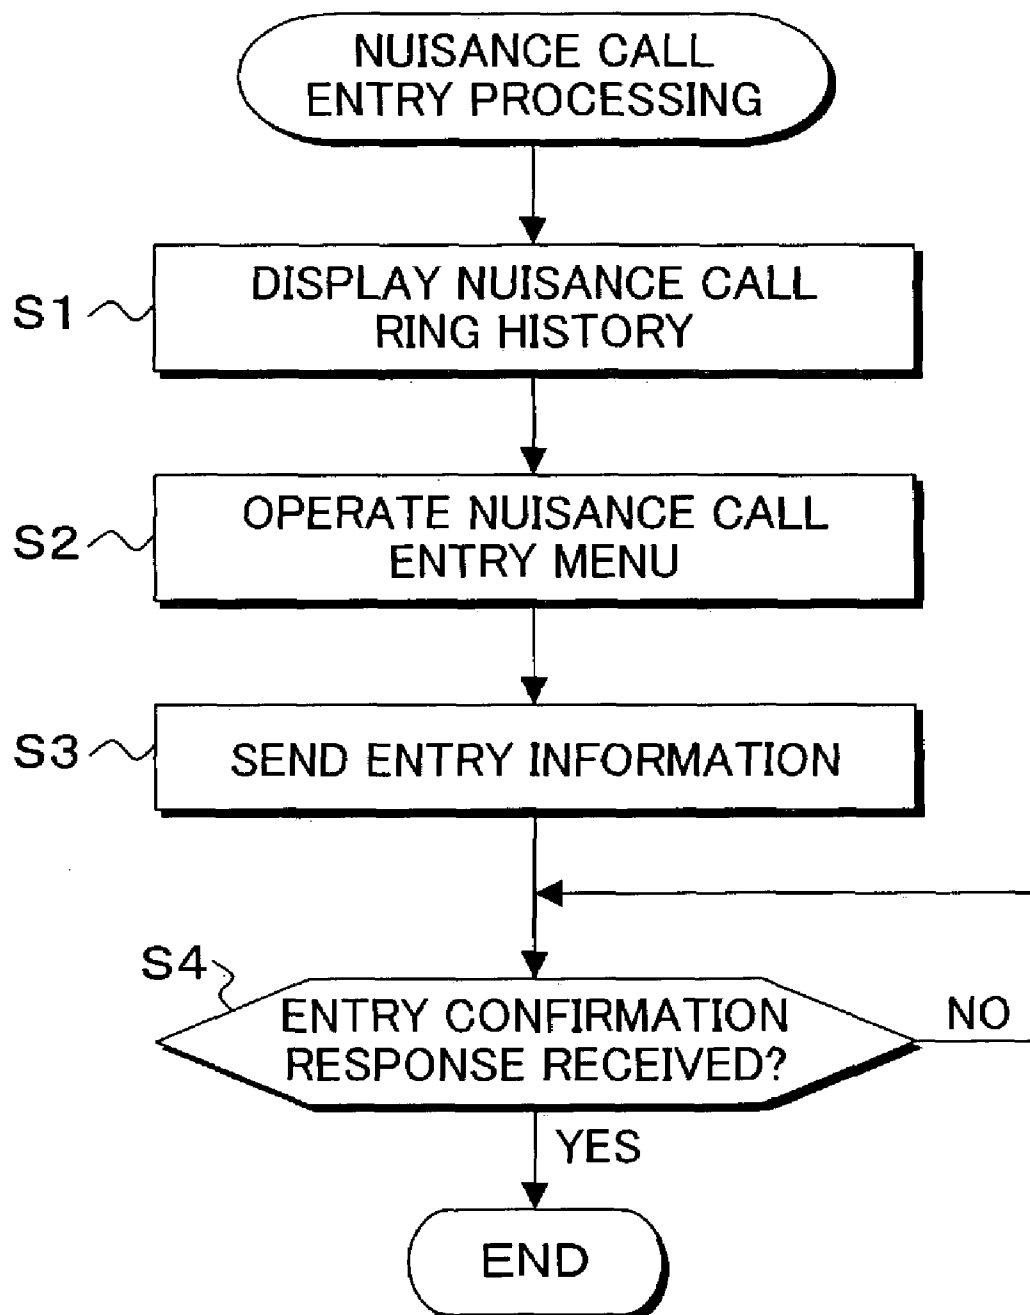 NUISANCE CALL
ENTRY PROCESSING
S1
DISPLAY NUISANCE CALL
RING HISTORY
S2
OPERATE NUISANCE CALL
ENTRY MENU
S3
SEND ENTRY INFORMATION
S4
ENTRY CONFIRMATION
RESPONSE RECEIVED?
NO
YES
END